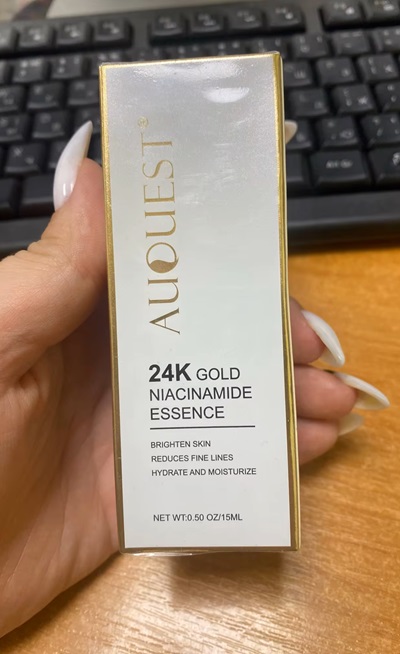 AUQUEST®
24K GOLD
NIACINAMIDE
ESSENCE
BRIGHTEN SKIN
REDUCES FINE LINES
HYDRATE AND MOISTURIZE
NET WT:0.50 OZ/15ML